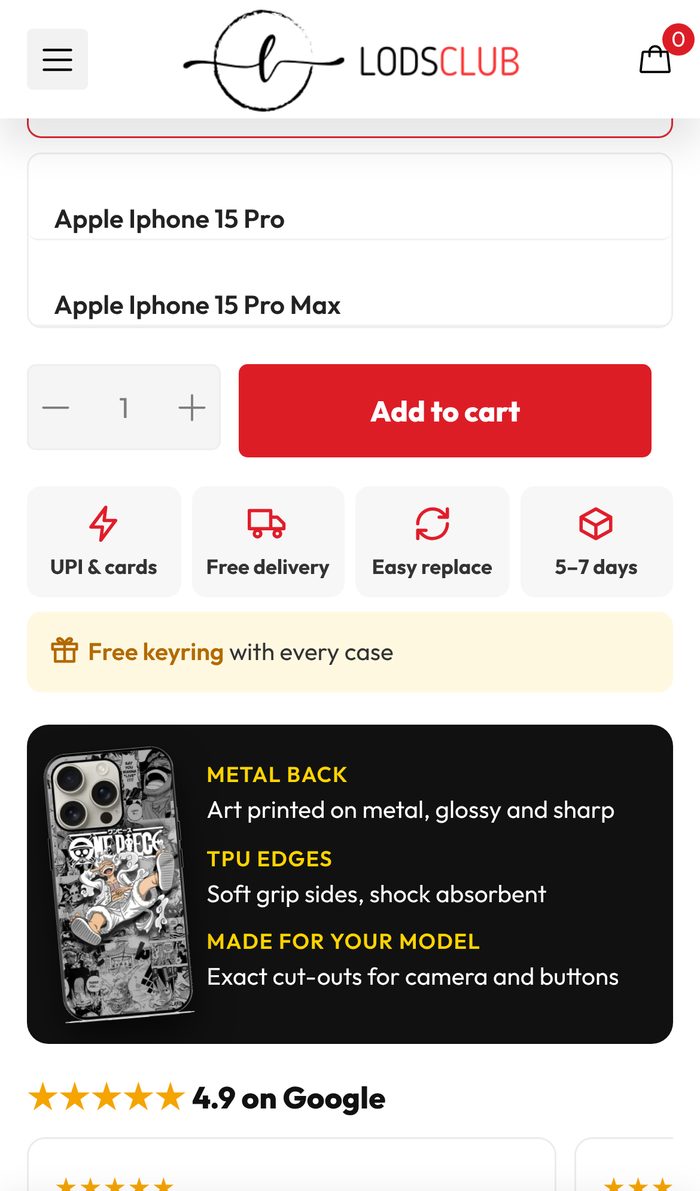 LODSCLUB
0
Apple Iphone 15 Pro
Apple Iphone 15 Pro Max
1
Add to cart
UPI & cards
Free delivery
Easy replace
5–7 days
Free keyring with every case
METAL BACK
Art printed on metal, glossy and sharp
ONE PIECE
TPU EDGES
Soft grip sides, shock absorbent
MADE FOR YOUR MODEL
Exact cut-outs for camera and buttons
4.9 on Google